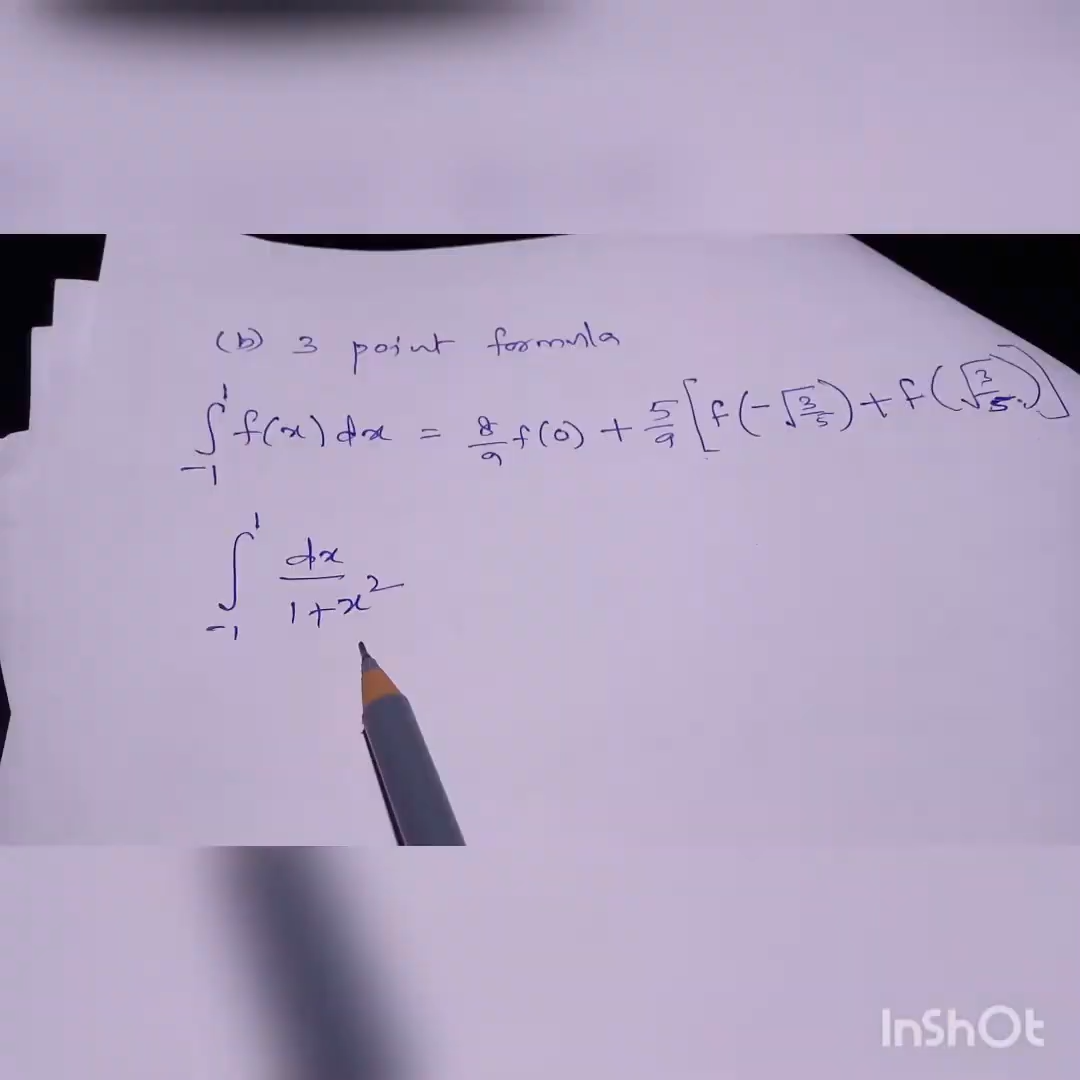 (b) 3 point formula
∫₋₁¹ f(x) dx = 8/9 f(0) + 5/9 [f(-√(3/5)) + f(√(3/5))]
∫₋₁¹ dx/(1+x²)
InShOt